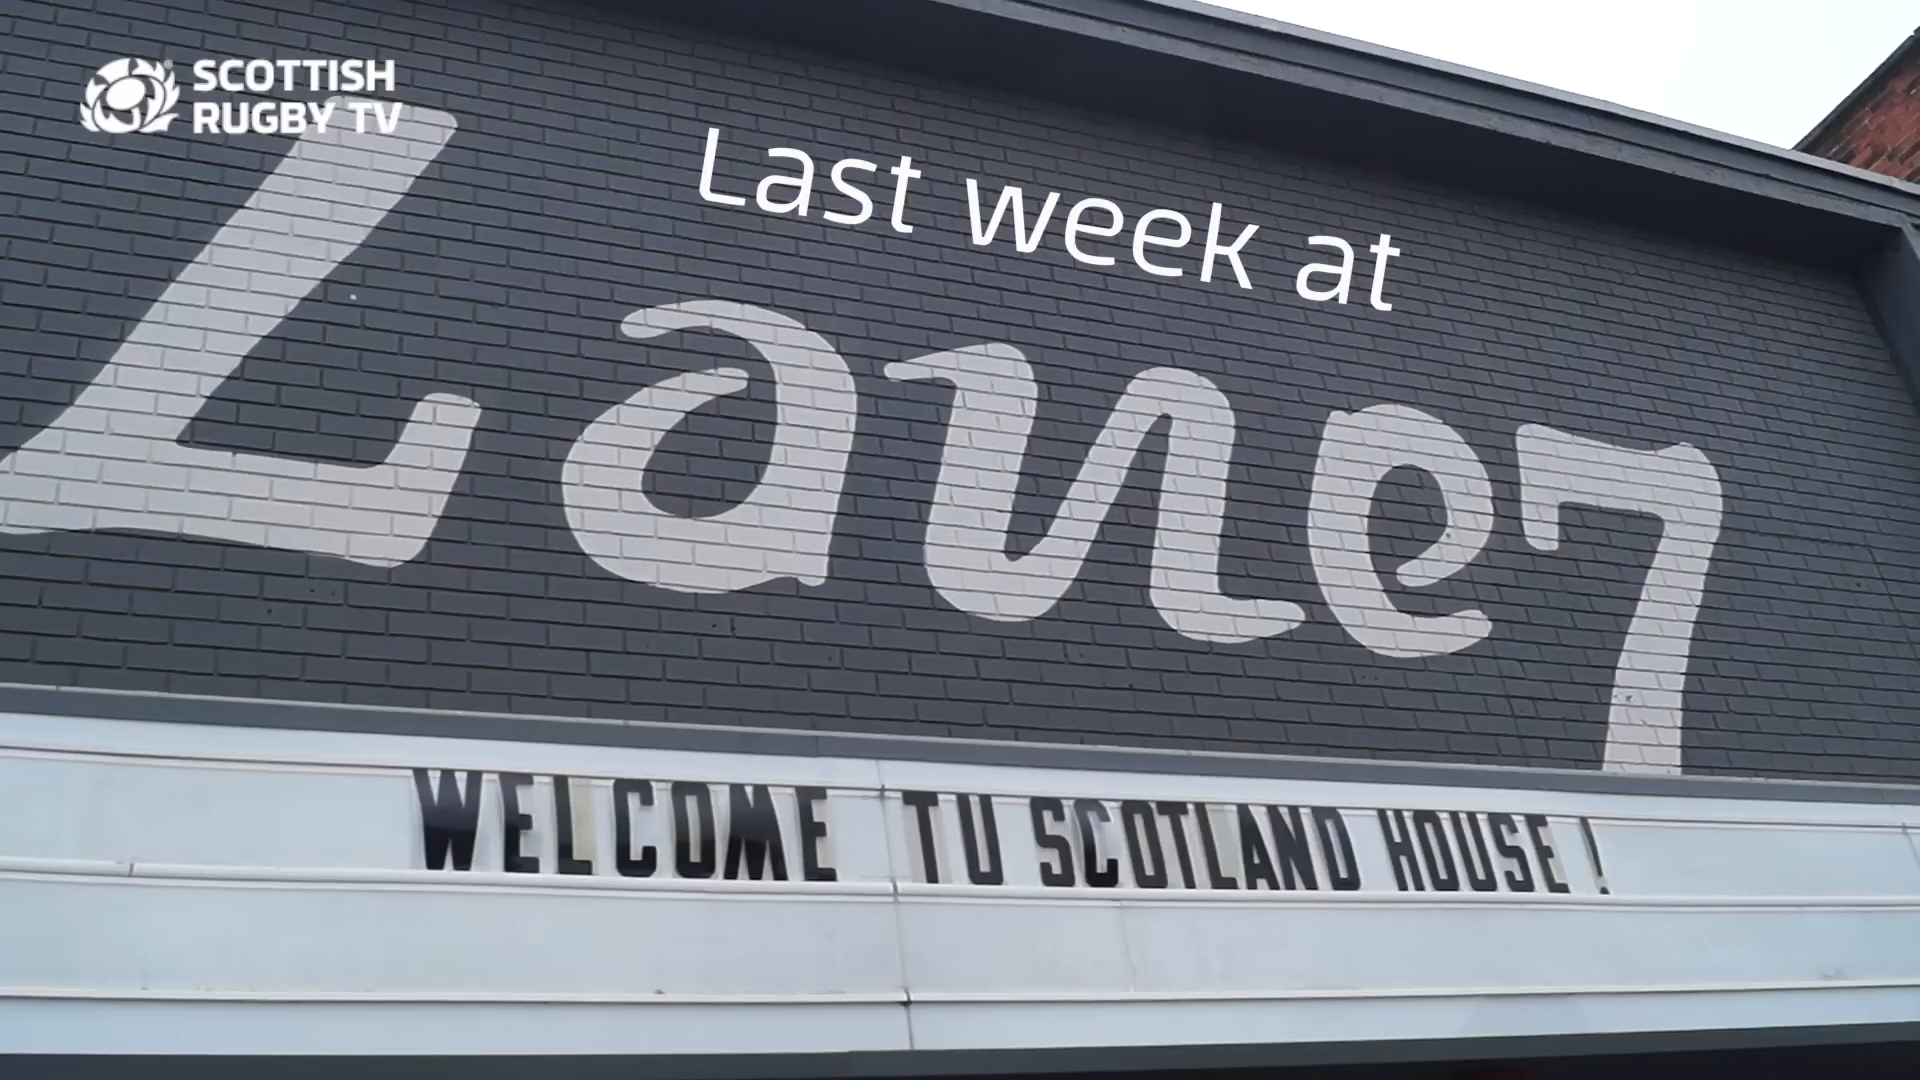 SCOTTISH
RUGBY TV
Last week at
Lane7
WELCOME TU SCOTLAND HOUSE !